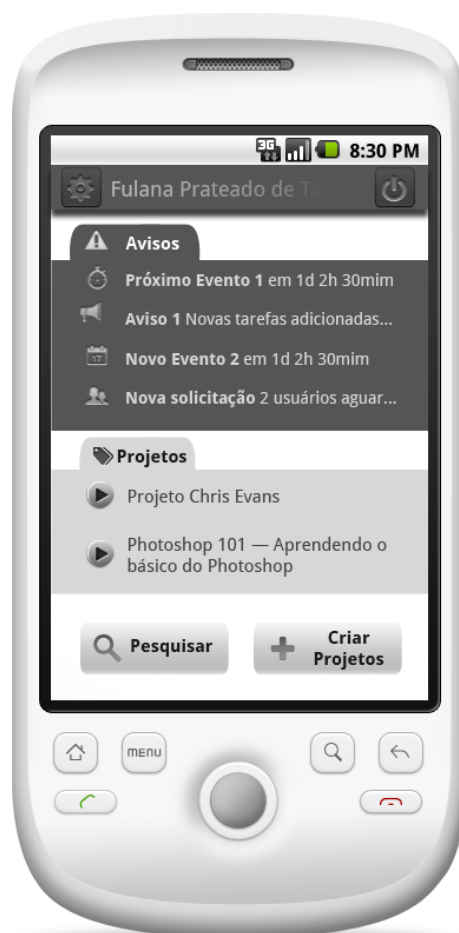 3G
8:30 PM
Fulana Prateado de Ta
Avisos
Próximo Evento 1 em 1d 2h 30mim
Aviso 1 Novas tarefas adicionadas...
17
Novo Evento 2 em 1d 2h 30mim
Nova solicitação 2 usuários aguar...
Projetos
Projeto Chris Evans
Photoshop 101 — Aprendendo o
básico do Photoshop
Pesquisar
Criar
Projetos
MENU